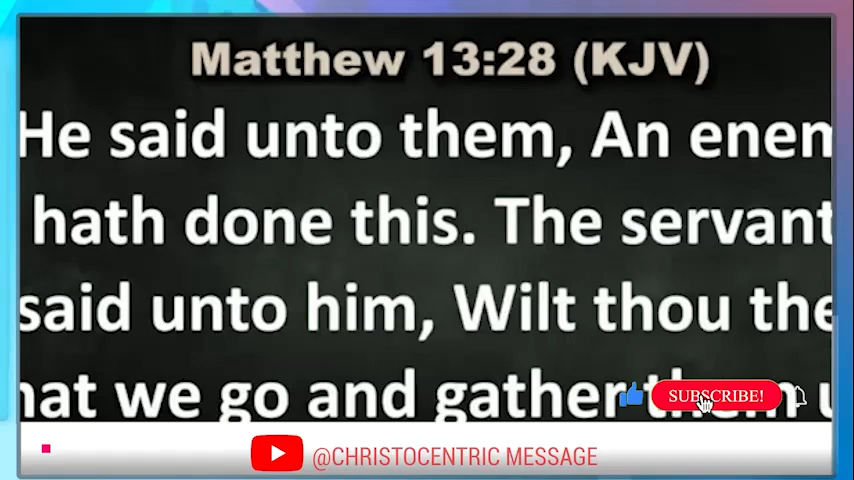 Matthew 13:28 (KJV)
He said unto them, An enem
hath done this. The servant
said unto him, Wilt thou the
hat we go and gather them u
SUBSCRIBE!
@CHRISTOCENTRIC MESSAGE